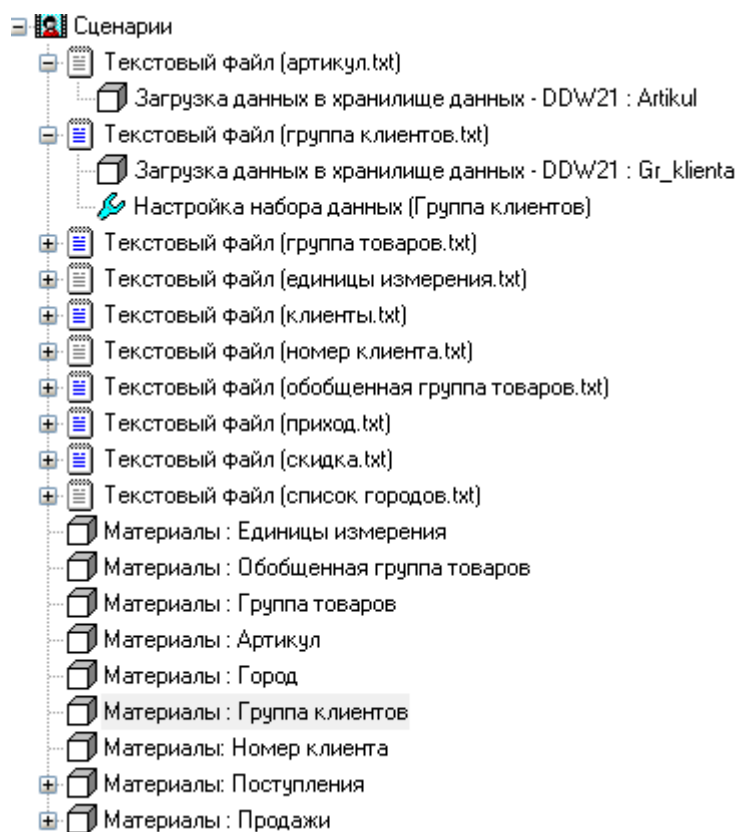 Сценарии
Текстовый файл (артикул.txt)
Загрузка данных в хранилище данных - DDW21 : Artikul
Текстовый файл (группа клиентов.txt)
Загрузка данных в хранилище данных - DDW21 : Gr_klienta
Настройка набора данных (Группа клиентов)
Текстовый файл (группа товаров.txt)
Текстовый файл (единицы измерения.txt)
Текстовый файл (клиенты.txt)
Текстовый файл (номер клиента.txt)
Текстовый файл (обобщенная группа товаров.txt)
Текстовый файл (приход.txt)
Текстовый файл (скидка.txt)
Текстовый файл (список городов.txt)
Материалы : Единицы измерения
Материалы : Обобщенная группа товаров
Материалы : Группа товаров
Материалы : Артикул
Материалы : Город
Материалы : Группа клиентов
Материалы: Номер клиента
Материалы: Поступления
Материалы : Продажи